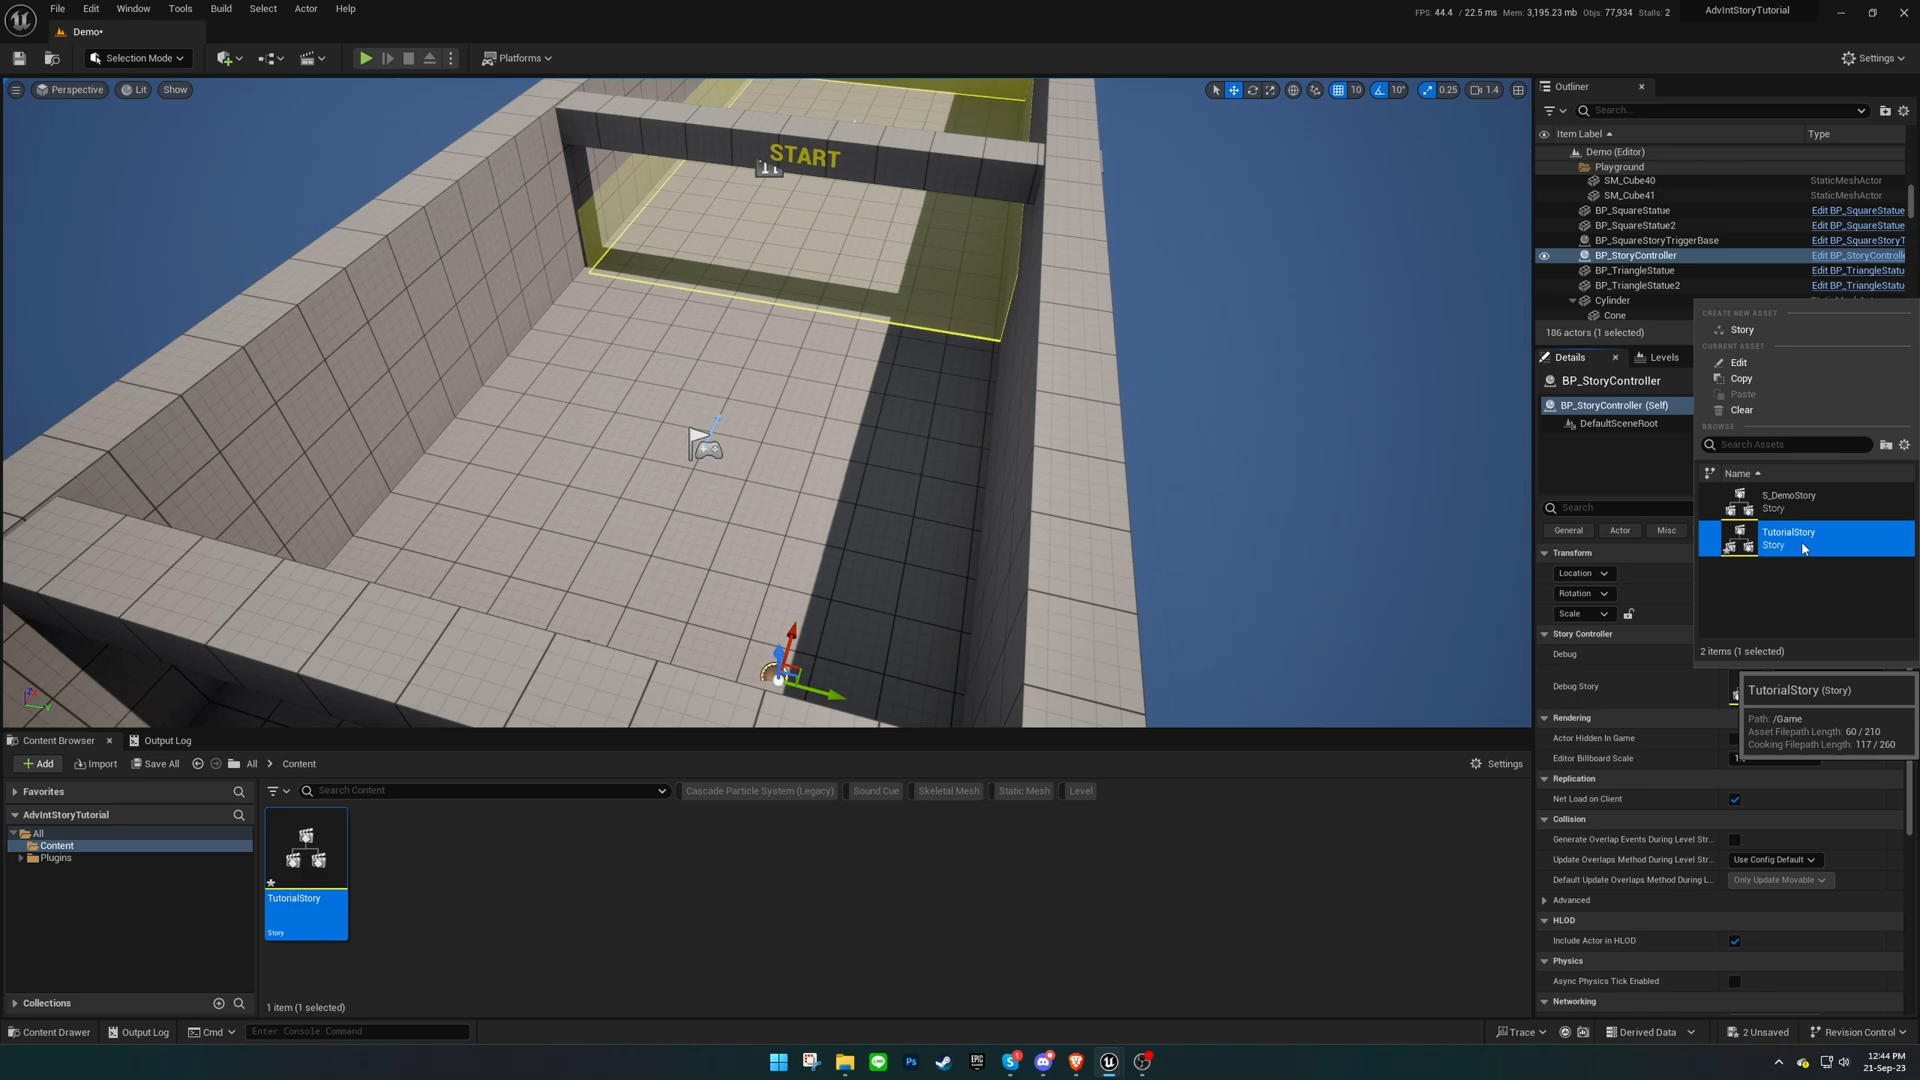 File Edit Window Tools Build Select Actor Help
FPS: 44.4 / 22.5 ms Mem: 3,195.23 mb Objs: 77,934 Stalls: 2
AdvIntStoryTutorial
Demo•
Selection Mode
Platforms
Settings
Perspective Lit Show
10 10° 0.25 1.4
START
Outliner
Search...
Item Label Type
Demo (Editor)
Playground
SM_Cube40 StaticMeshActor
SM_Cube41 StaticMeshActor
BP_SquareStatue Edit BP_SquareStatue
BP_SquareStatue2 Edit BP_SquareStatue
BP_SquareStoryTriggerBase Edit BP_SquareStoryT
BP_StoryController Edit BP_StoryControlle
BP_TriangleStatue Edit BP_TriangleStatu
BP_TriangleStatue2 Edit BP_TriangleStatu
Cylinder
Cone
186 actors (1 selected)
CREATE NEW ASSET
Story
CURRENT ASSET
Edit
Copy
Paste
Clear
BROWSE
Search Assets
Name
S_DemoStory
Story
TutorialStory
Story
2 items (1 selected)
TutorialStory (Story)
Path: /Game
Asset Filepath Length: 60 / 210
Cooking Filepath Length: 117 / 260
Details Levels
BP_StoryController
BP_StoryController (Self)
DefaultSceneRoot
Search
General Actor Misc
Transform
Location
Rotation
Scale
Story Controller
Debug
Debug Story
Rendering
Actor Hidden In Game
Editor Billboard Scale
Replication
Net Load on Client
Collision
Generate Overlap Events During Level Str...
Update Overlaps Method During Level Str... Use Config Default
Default Update Overlaps Method During L... Only Update Movable
Advanced
HLOD
Include Actor in HLOD
Physics
Async Physics Tick Enabled
Networking
Content Browser Output Log
Add Import Save All All Content Settings
Favorites
AdvIntStoryTutorial
All
Content
Plugins
Collections
Search Content
Cascade Particle System (Legacy) Sound Cue Skeletal Mesh Static Mesh Level
TutorialStory
Story
1 item (1 selected)
Content Drawer Output Log Cmd Enter Console Command
Trace Derived Data 2 Unsaved Revision Control
Ps
EPIC GAMES
1
12:44 PM
21-Sep-23